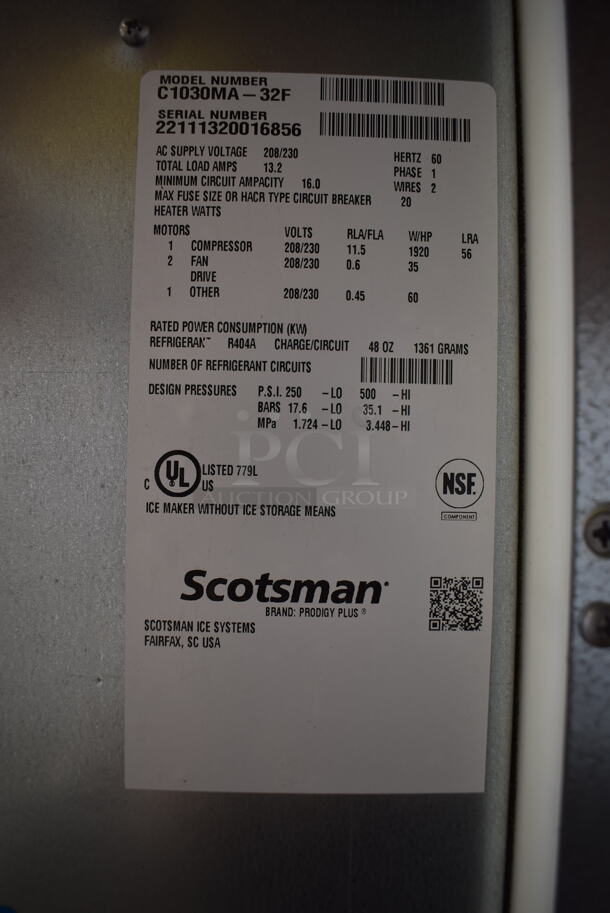 MODEL NUMBER
C1030MA-32F
SERIAL NUMBER
22111320016856
AC SUPPLY VOLTAGE 208/230 HERTZ 60
TOTAL LOAD AMPS 13.2 PHASE 1
MINIMUM CIRCUIT AMPACITY 16.0 WIRES 2
MAX FUSE SIZE OR HACR TYPE CIRCUIT BREAKER 20
HEATER WATTS
MOTORS VOLTS RLA/FLA W/HP LRA
1 COMPRESSOR 208/230 11.5 1920 56
2 FAN 208/230 0.6 35
DRIVE
1 OTHER 208/230 0.45 60
RATED POWER CONSUMPTION (KW)
REFRIGERANT R404A CHARGE/CIRCUIT 48 OZ 1361 GRAMS
NUMBER OF REFRIGERANT CIRCUITS
DESIGN PRESSURES P.S.I. 250 -LO 500 -HI
BARS 17.6 -LO 35.1 -HI
MPa 1.724 -LO 3.448-HI
PCI
AUCTION GROUP
C UL US LISTED 779L
NSF.
COMPONENT
ICE MAKER WITHOUT ICE STORAGE MEANS
Scotsman®
BRAND: PRODIGY PLUS ®
SCOTSMAN ICE SYSTEMS
FAIRFAX, SC USA